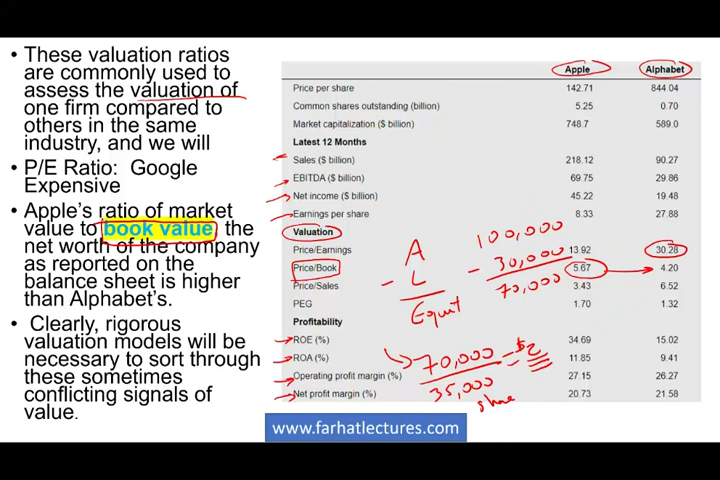 • These valuation ratios
are commonly used to
assess the valuation of
one firm compared to
others in the same
industry, and we will
• P/E Ratio: Google
Expensive
• Apple's ratio of market
value to book value, the
net worth of the company
as reported on the
balance sheet is higher
than Alphabet's.
• Clearly, rigorous
valuation models will be
necessary to sort through
these sometimes
conflicting signals of
value.
Apple Alphabet
Price per share 142.71 844.04
Common shares outstanding (billion) 5.25 0.70
Market capitalization ($ billion) 748.7 589.0
Latest 12 Months
Sales ($ billion) 218.12 90.27
EBITDA ($ billion) 69.75 29.86
Net income ($ billion) 45.22 19.48
Earnings per share 8.33 27.88
Valuation
Price/Earnings 13.92 30.28
Price/Book 5.67 4.20
Price/Sales 3.43 6.52
PEG 1.70 1.32
Profitability
ROE (%) 34.69 15.02
ROA (%) 11.85 9.41
Operating profit margin (%) 27.15 26.27
Net profit margin (%) 20.73 21.58
A
- L
Equit
100,000
- 30,000
70,000
70,000 = $2
35,000
share
www.farhatlectures.com